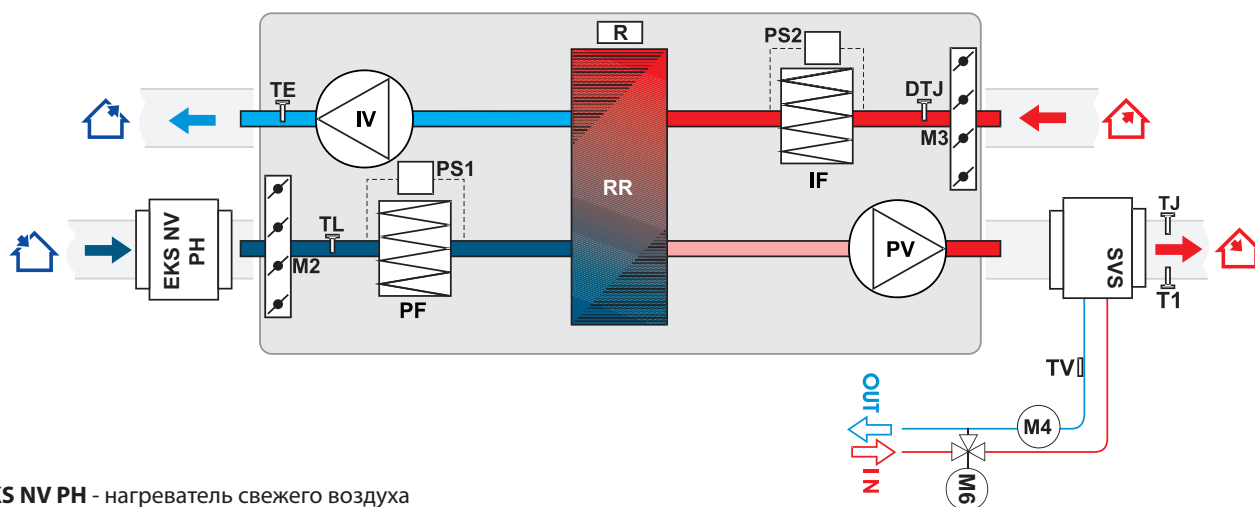 R
PS2
TE
IV
DTJ
M3
IF
PS1
RR
EKS NV
PH
TL
M2
PF
PV
SVS
TJ
T1
TV
OUT
M4
IN
M6
KS NV PH - нагреватель свежего воздуха